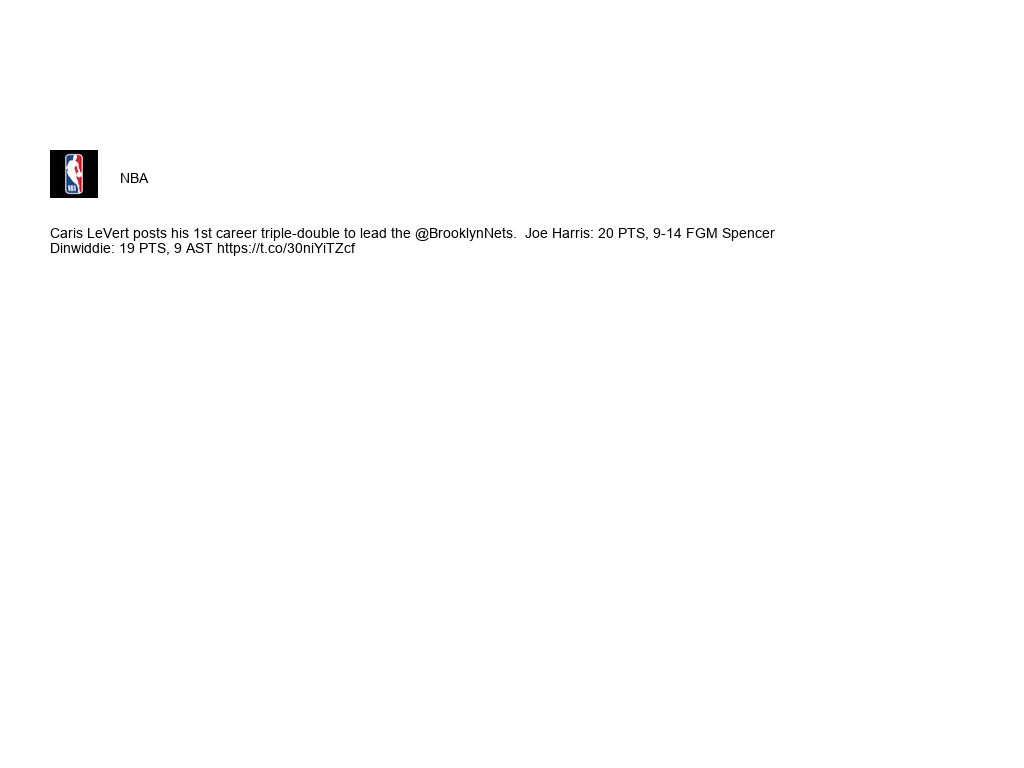 NBA
Caris LeVert posts his 1st career triple-double to lead the @BrooklynNets.  Joe Harris: 20 PTS, 9-14 FGM Spencer
Dinwiddie: 19 PTS, 9 AST https://t.co/30niYiTZcf